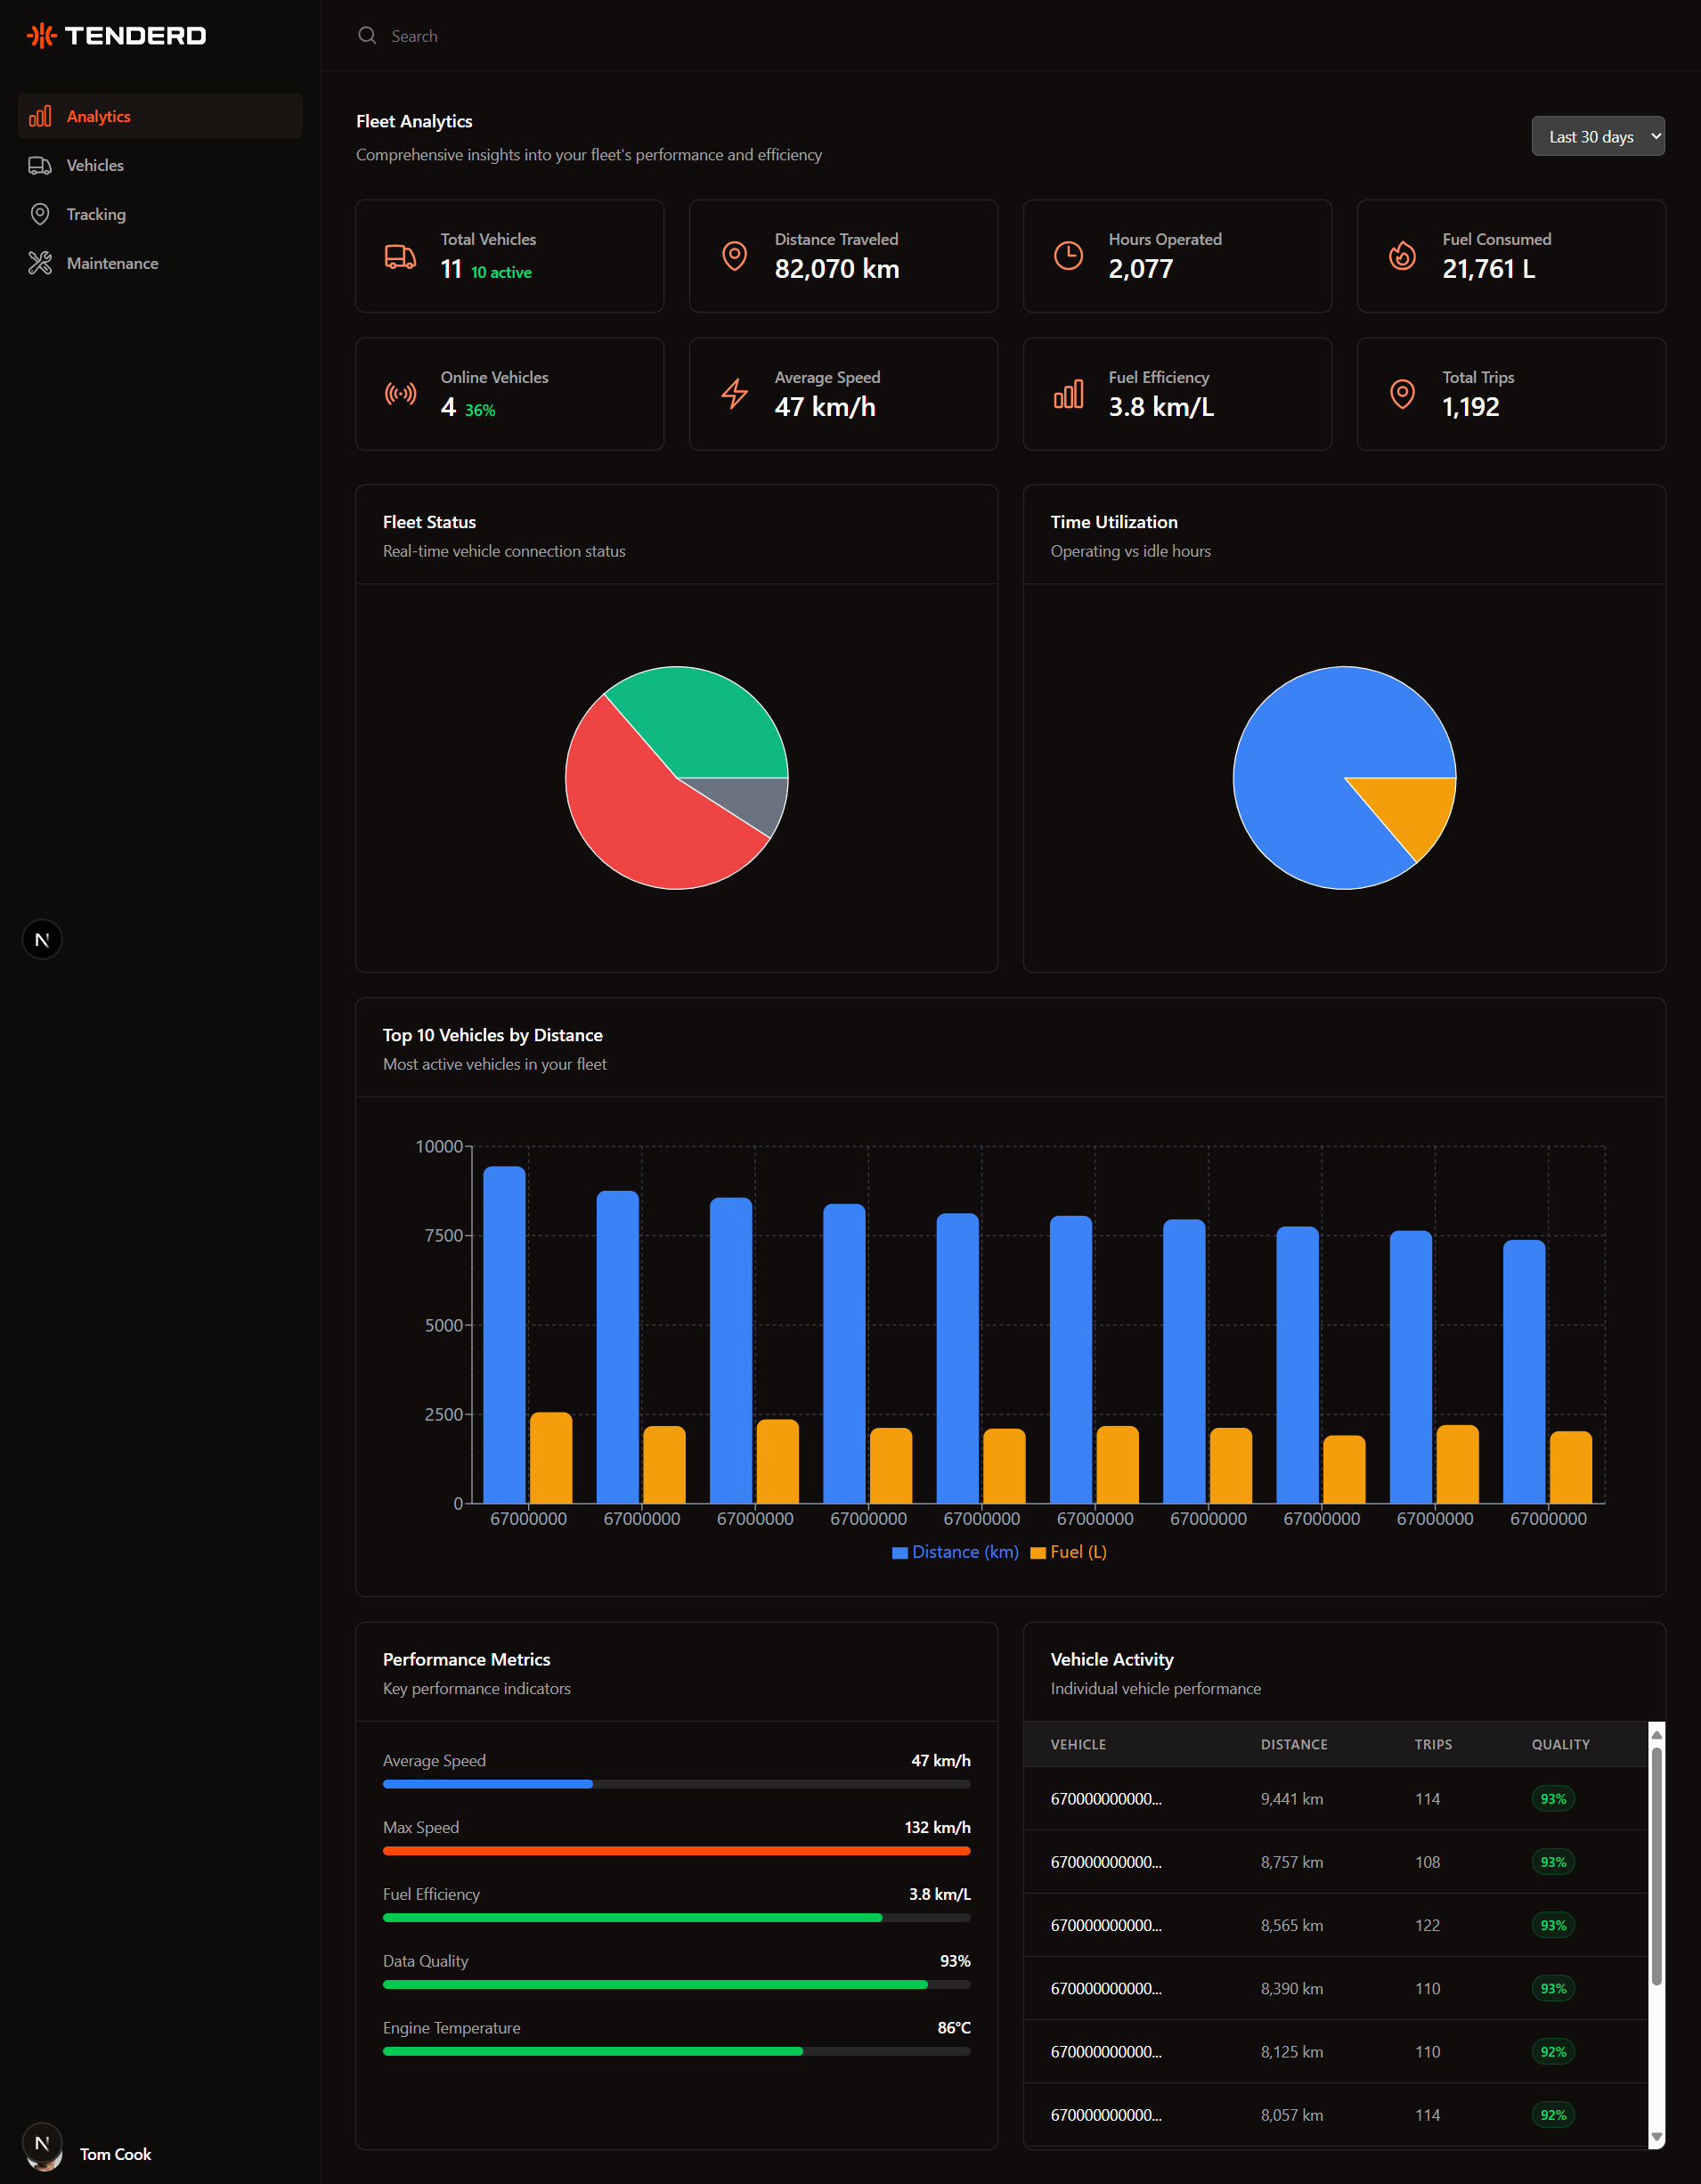 TENDERD
Search
Analytics
Vehicles
Tracking
Maintenance
Fleet Analytics
Comprehensive insights into your fleet's performance and efficiency
Last 30 days
Total Vehicles
11 10 active
Distance Traveled
82,070 km
Hours Operated
2,077
Fuel Consumed
21,761 L
Online Vehicles
4 36%
Average Speed
47 km/h
Fuel Efficiency
3.8 km/L
Total Trips
1,192
Fleet Status
Real-time vehicle connection status
Time Utilization
Operating vs idle hours
N
Top 10 Vehicles by Distance
Most active vehicles in your fleet
10000
7500
5000
2500
0
67000000 67000000 67000000 67000000 67000000 67000000 67000000 67000000 67000000 67000000
Distance (km) Fuel (L)
Performance Metrics
Key performance indicators
Average Speed 47 km/h
Max Speed 132 km/h
Fuel Efficiency 3.8 km/L
Data Quality 93%
Engine Temperature 86°C
Vehicle Activity
Individual vehicle performance
VEHICLE DISTANCE TRIPS QUALITY
670000000000... 9,441 km 114 93%
670000000000... 8,757 km 108 93%
670000000000... 8,565 km 122 93%
670000000000... 8,390 km 110 93%
670000000000... 8,125 km 110 92%
670000000000... 8,057 km 114 92%
N
Tom Cook